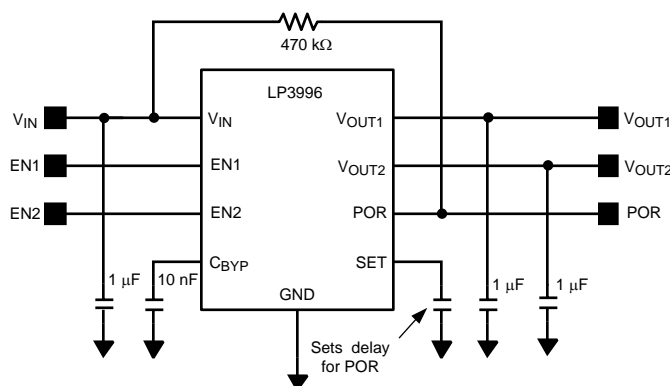 470 kΩ
LP3996
VIN
VIN
VOUT1
VOUT1
EN1
EN1
VOUT2
VOUT2
EN2
EN2
POR
POR
CBYP
SET
1 μF
10 nF
GND
1 μF
1 μF
Sets delay
for POR